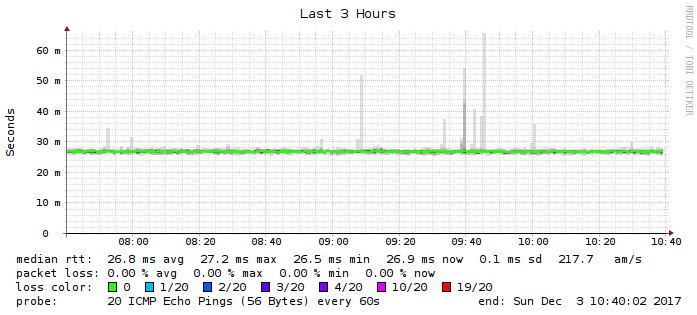 Last 3 Hours
RRDTOOL / TOBI OETIKER
Seconds
60 m
50 m
40 m
30 m
20 m
10 m
0
08:00 08:20 08:40 09:00 09:20 09:40 10:00 10:20 10:40
median rtt: 26.8 ms avg 27.2 ms max 26.5 ms min 26.9 ms now 0.1 ms sd 217.7 am/s
packet loss: 0.00 % avg 0.00 % max 0.00 % min 0.00 % now
loss color: 0 1/20 2/20 3/20 4/20 10/20 19/20
probe: 20 ICMP Echo Pings (56 Bytes) every 60s end: Sun Dec 3 10:40:02 2017